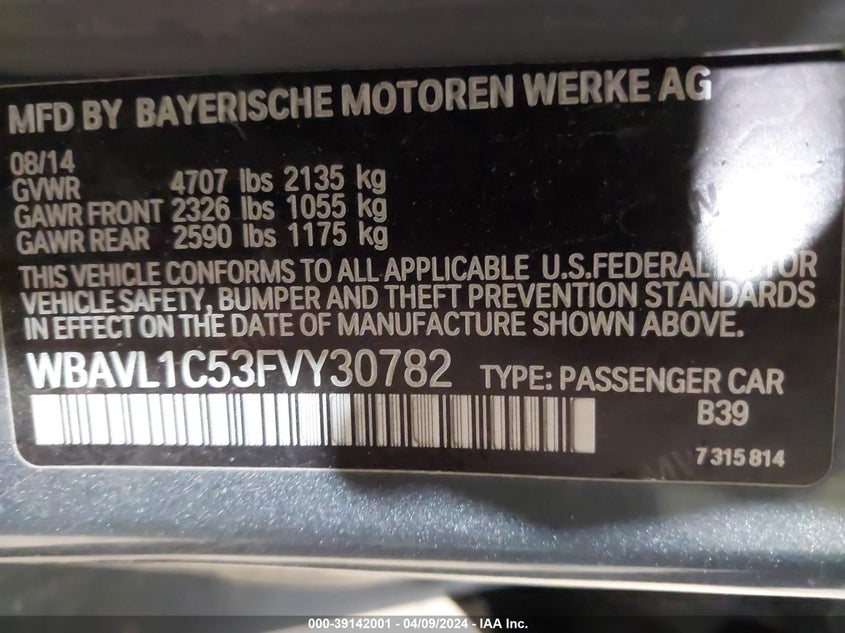 MFD BY BAYERISCHE MOTOREN WERKE AG
08/14
GVWR 4707 lbs 2135 kg
GAWR FRONT 2326 lbs 1055 kg
GAWR REAR 2590 lbs 1175 kg
THIS VEHICLE CONFORMS TO ALL APPLICABLE U.S.FEDERAL MOTOR
VEHICLE SAFETY, BUMPER AND THEFT PREVENTION STANDARDS
IN EFFECT ON THE DATE OF MANUFACTURE SHOWN ABOVE.
WBAVL1C53FVY30782 TYPE: PASSENGER CAR
B39
7 315 814
000-39142001 - 04/09/2024 - IAA Inc.